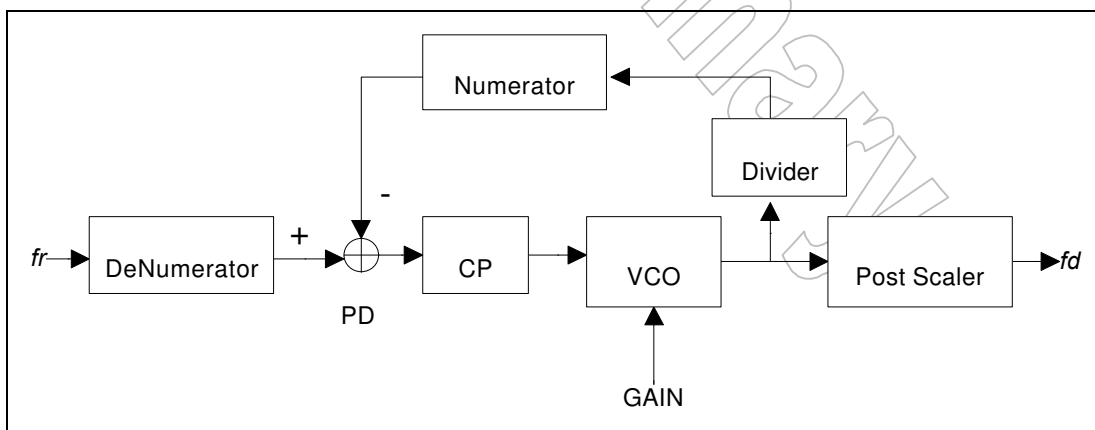 Numerator
Divider
-
+
fr
DeNumerator
CP
VCO
Post Scaler
fd
PD
GAIN